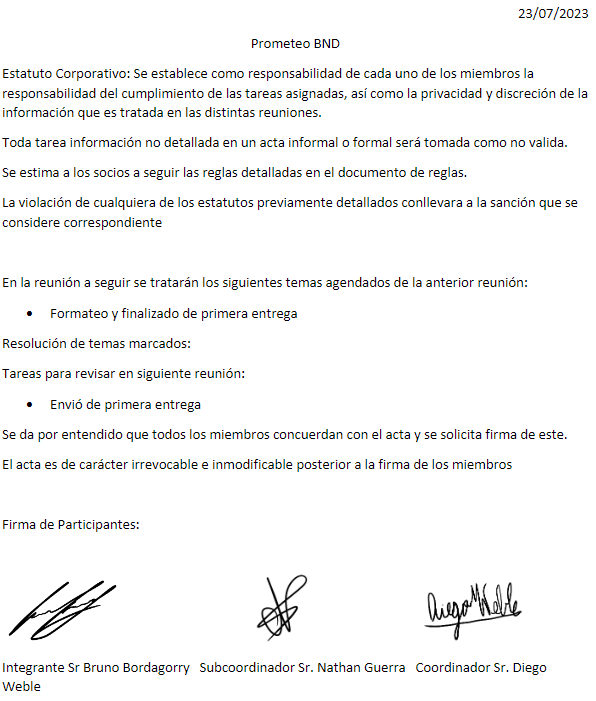 23/07/2023
Prometeo BND
Estatuto Corporativo: Se establece como responsabilidad de cada uno de los miembros la
responsabilidad del cumplimiento de las tareas asignadas, así como la privacidad y discreción de la
información que es tratada en las distintas reuniones.
Toda tarea información no detallada en un acta informal o formal será tomada como no valida.
Se estima a los socios a seguir las reglas detalladas en el documento de reglas.
La violación de cualquiera de los estatutos previamente detallados conllevara a la sanción que se
considere correspondiente
En la reunión a seguir se tratarán los siguientes temas agendados de la anterior reunión:
• Formateo y finalizado de primera entrega
Resolución de temas marcados:
Tareas para revisar en siguiente reunión:
• Envió de primera entrega
Se da por entendido que todos los miembros concuerdan con el acta y se solicita firma de este.
El acta es de carácter irrevocable e inmodificable posterior a la firma de los miembros
Firma de Participantes:
Diego Weble
Integrante Sr Bruno Bordagorry Subcoordinador Sr. Nathan Guerra Coordinador Sr. Diego
Weble